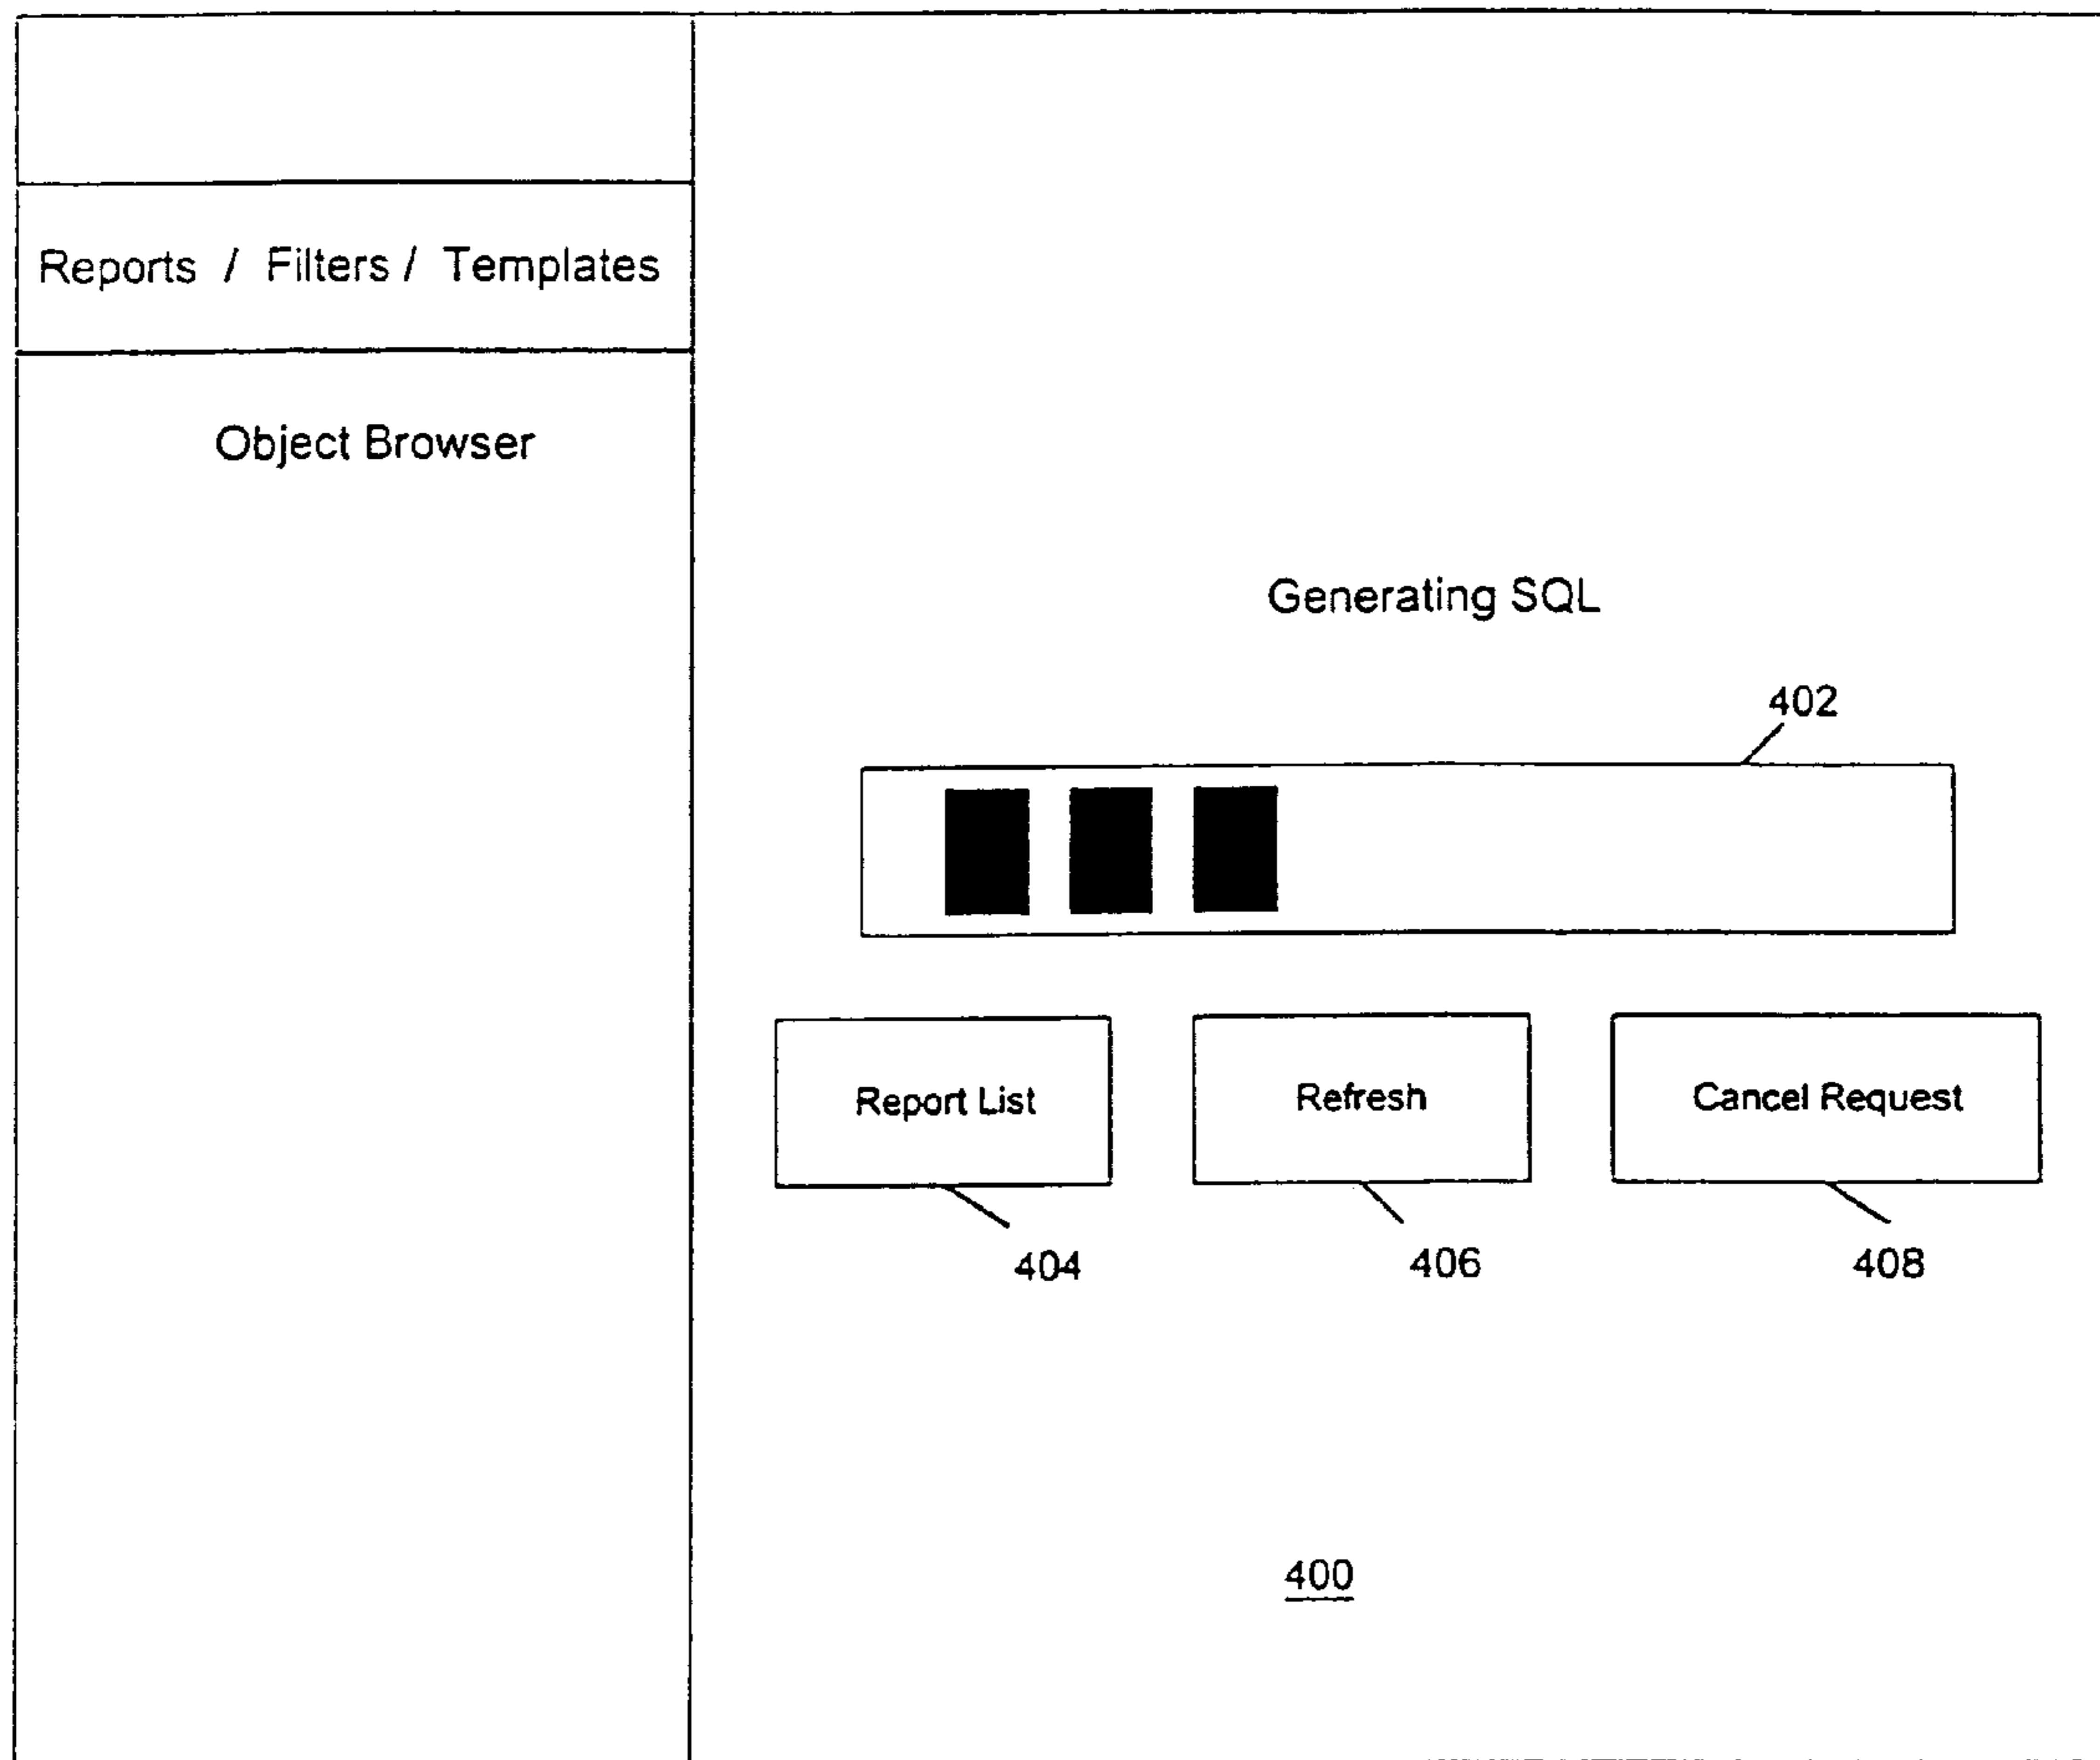 Reports / Filters / Templates
Object Browser
Generating SQL
402
Report List
Refresh
Cancel Request
404
406
408
400